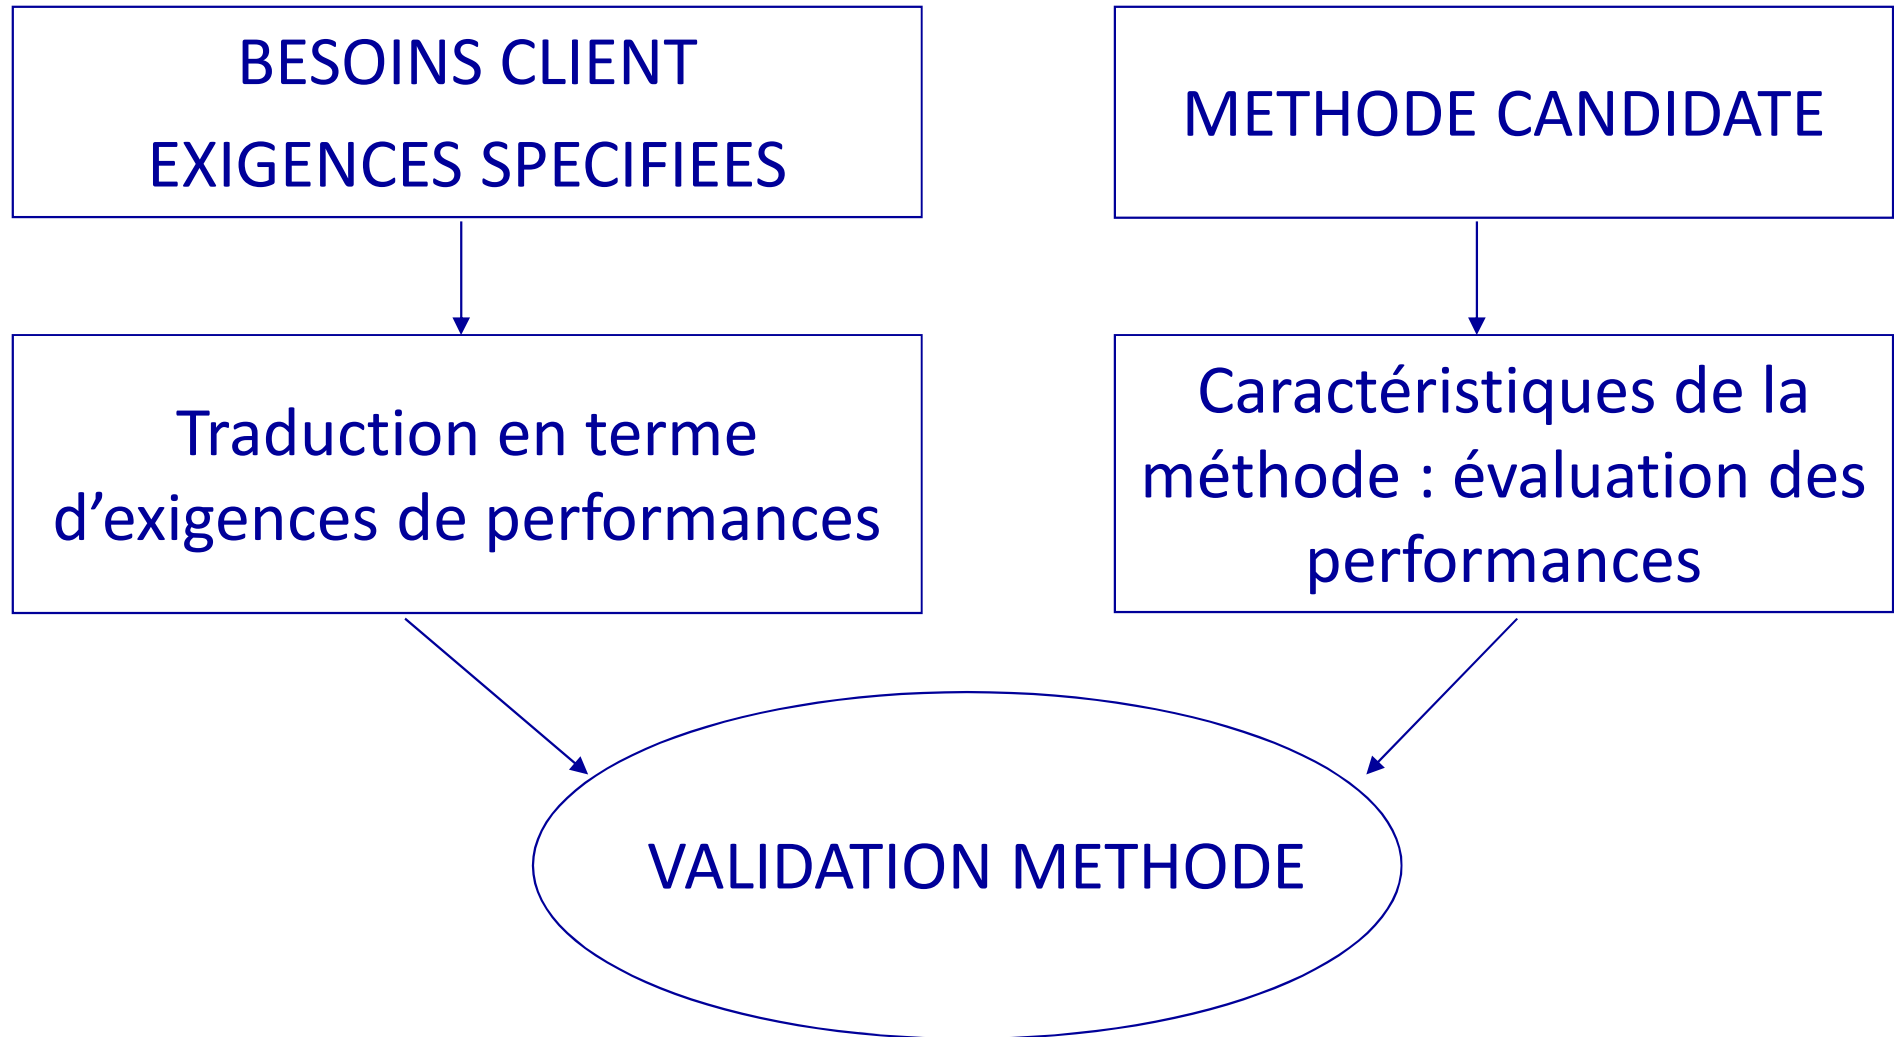 BESOINS CLIENT
EXIGENCES SPECIFIEES
METHODE CANDIDATE
Traduction en terme
d’exigences de performances
Caractéristiques de la
méthode : évaluation des
performances
VALIDATION METHODE